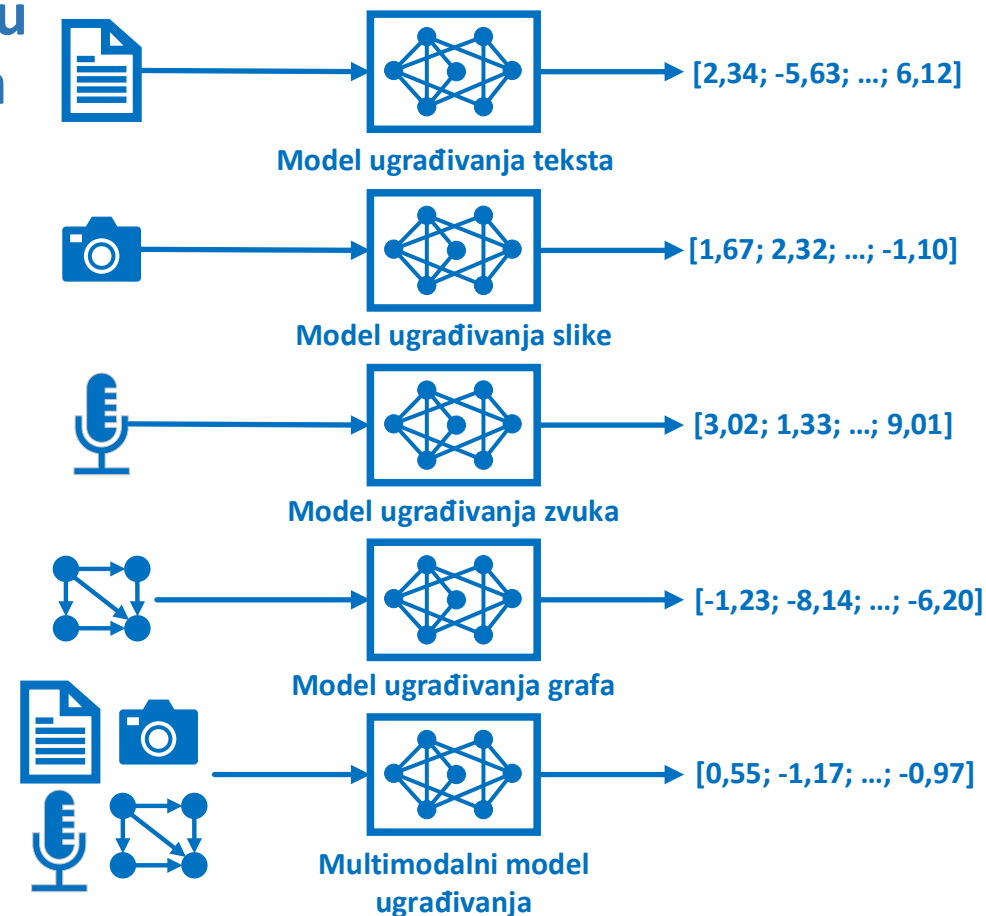 [2,34; -5,63; ...; 6,12]
Model ugrađivanja teksta
[1,67; 2,32; ...; -1,10]
Model ugrađivanja slike
[3,02; 1,33; ...; 9,01]
Model ugrađivanja zvuka
[-1,23; -8,14; ...; -6,20]
Model ugrađivanja grafa
[0,55; -1,17; ...; -0,97]
Multimodalni model
ugrađivanja